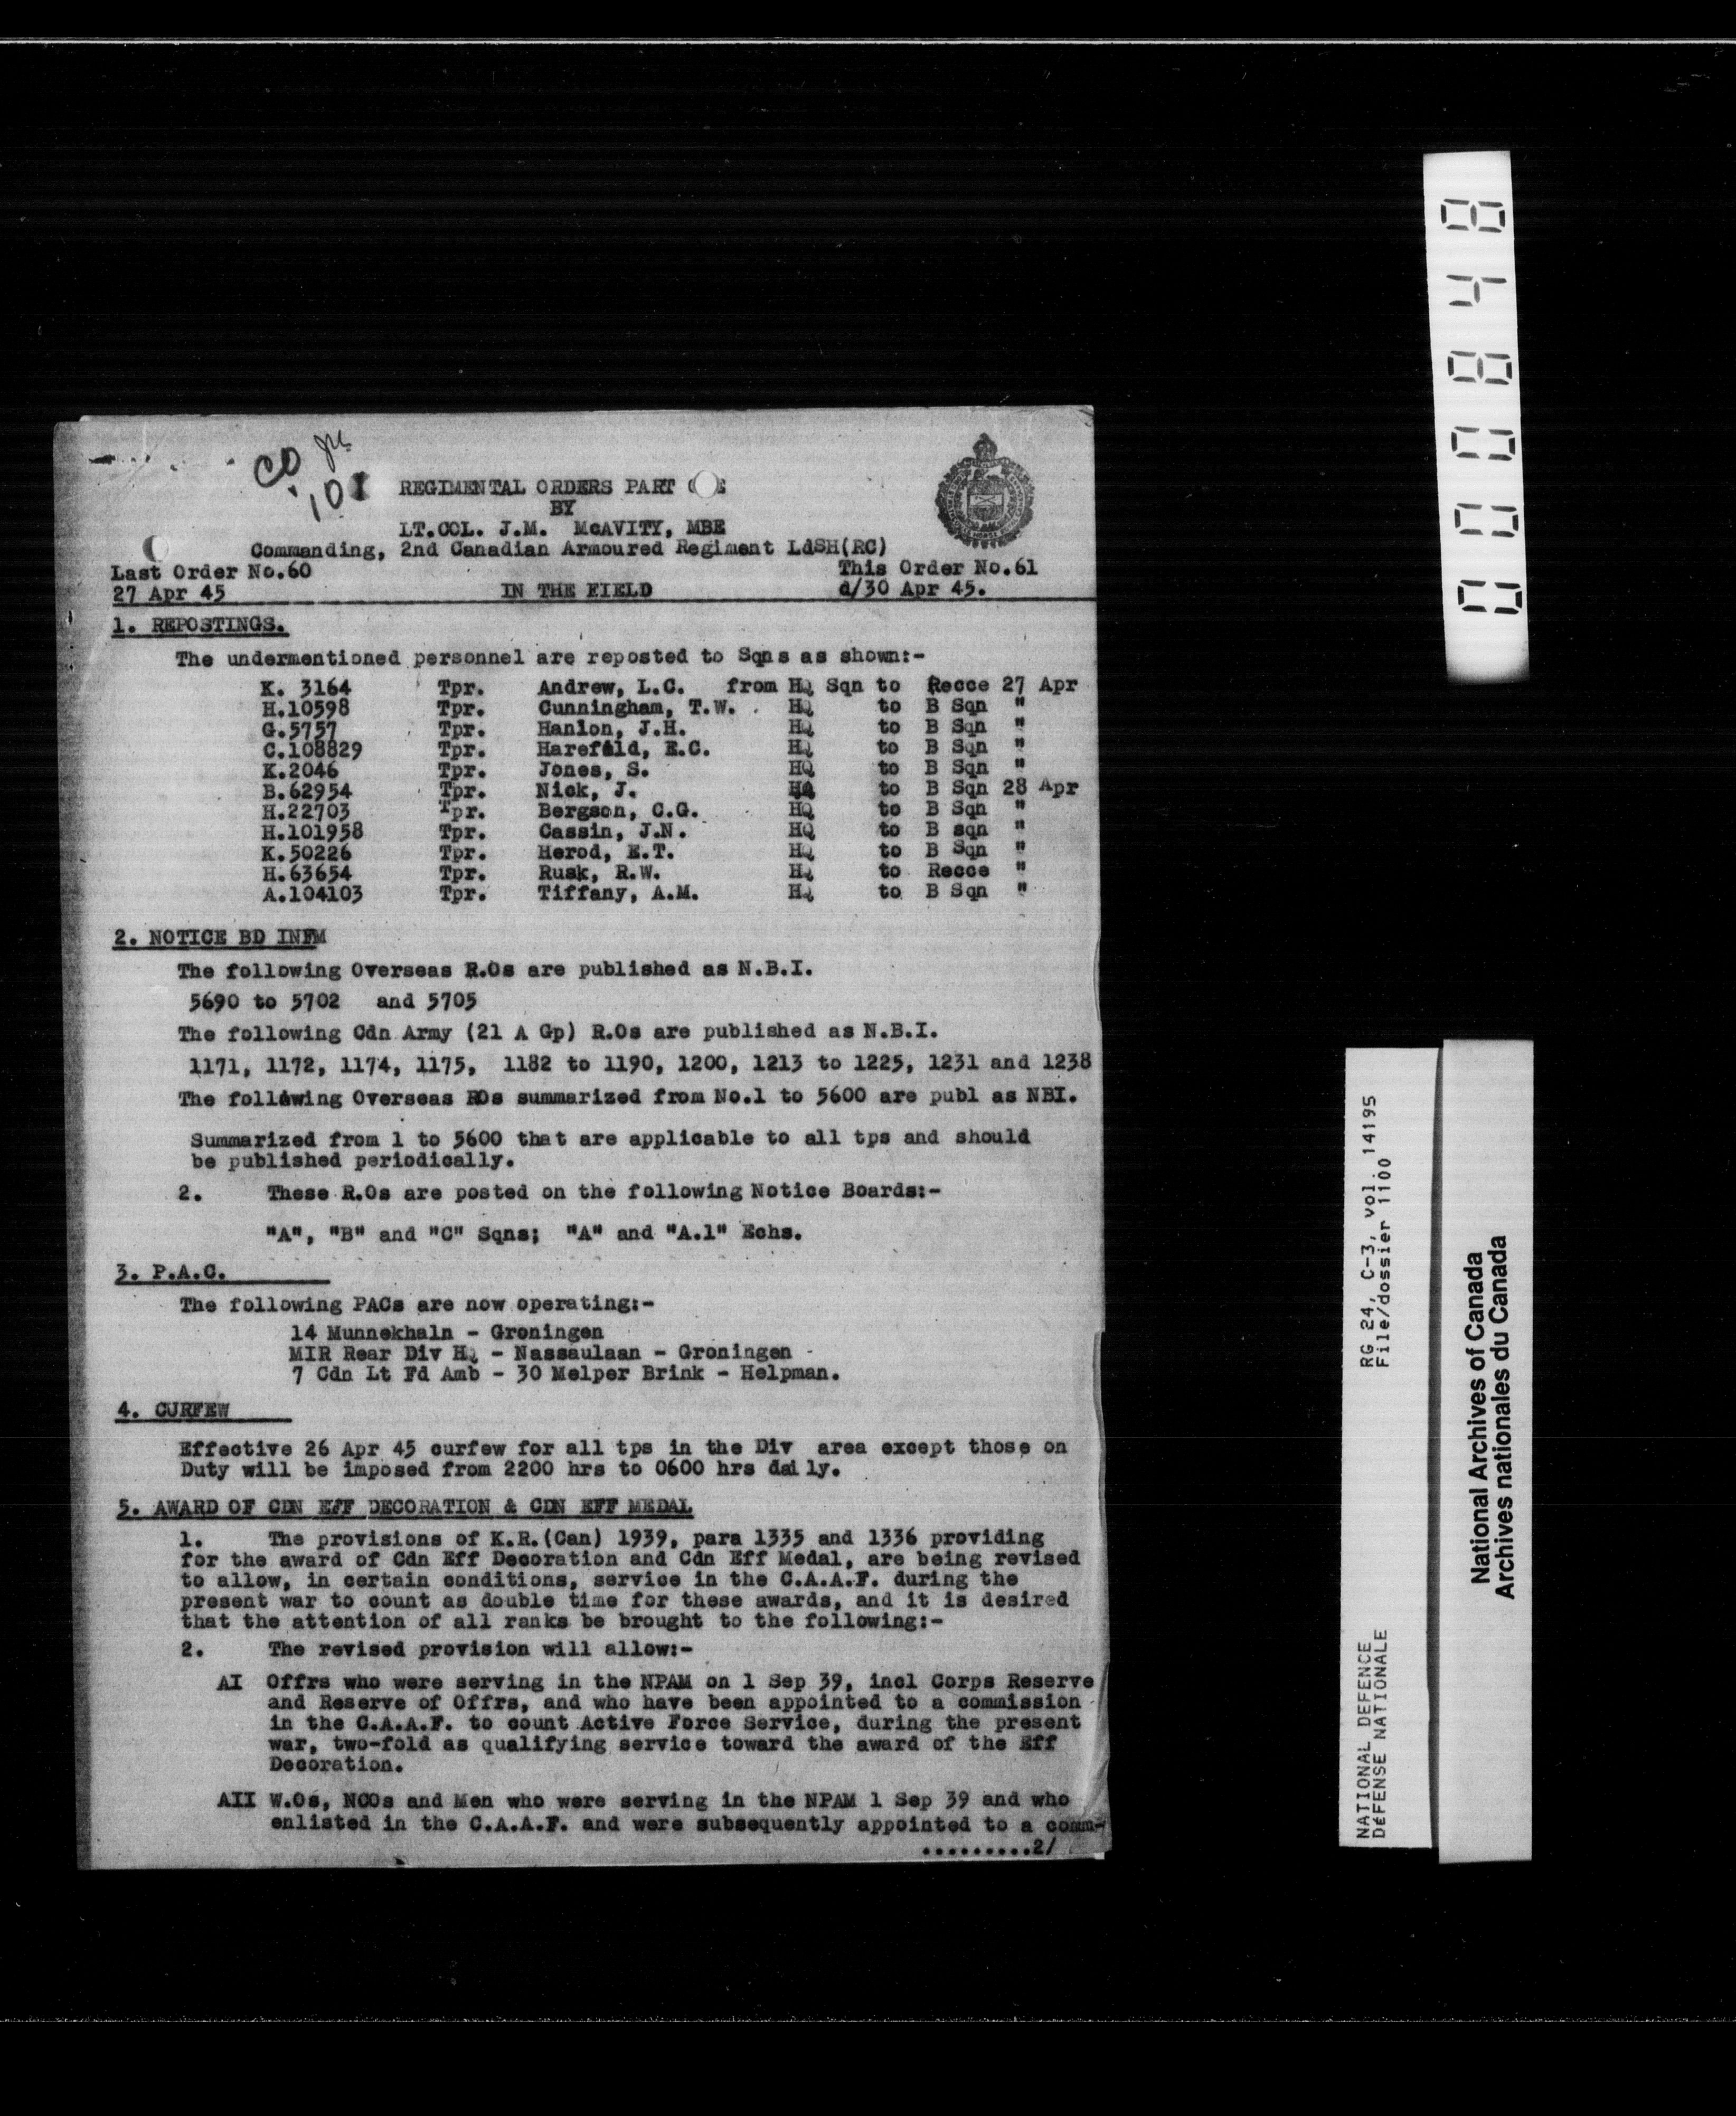 CO
101
REGIMENTAL ORDERS PART
BY
LT.COL. J.M. McAVITY, MBE
Commanding, 2nd Canadian Armoured Regiment LdSH(RC)
Last Order No.60 This Order No.61
27 Apr 45 IN THE FIELD d/30 Apr 45.
1. REPOSTINGS.
The undermentioned personnel are reposted to Sqns as shown:-
K. 3164 Tpr. Andrew, L.C. from HQ Sqn to Recce 27 Apr
H.10598 Tpr. Cunningham, T.W. HQ to B Sqn "
G.5757 Tpr. Hanlon, J.H. HQ to B Sqn "
C.108829 Tpr. Harefild, E.C. HQ to B Sqn "
K.2046 Tpr. Jones, S. HQ to B Sqn "
B.62954 Tpr. Nick, J. HQ to B Sqn 28 Apr
H.22703 Tpr. Bergson, C.G. HQ to B Sqn "
H.101958 Tpr. Cassin, J.N. HQ to B sqn "
K.50226 Tpr. Herod, E.T. HQ to B Sqn "
H.63654 Tpr. Rusk, R.W. HQ to Recce "
A.104103 Tpr. Tiffany, A.M. HQ to B Sqn "
2. NOTICE BD INFM
The following Overseas R.Os are published as N.B.I.
5690 to 5702 and 5705
The following Cdn Army (21 A Gp) R.Os are published as N.B.I.
1171, 1172, 1174, 1175, 1182 to 1190, 1200, 1213 to 1225, 1231 and 1238
The following Overseas ROs summarized from No.1 to 5600 are publ as NBI.
Summarized from 1 to 5600 that are applicable to all tps and should
be published periodically.
2. These R.Os are posted on the following Notice Boards:-
"A", "B" and "C" Sqns; "A" and "A.1" Echs.
3. P.A.C.
The following PACs are now operating:-
14 Munnekhaln - Groningen
MIR Rear Div HQ - Nassaulaan - Groningen -
7 Cdn Lt Fd Amb - 30 Melper Brink - Helpman.
4. CURFEW
Effective 26 Apr 45 curfew for all tps in the Div area except those on
Duty will be imposed from 2200 hrs to 0600 hrs daily.
5. AWARD OF CDN Eff DECORATION & CDN EFF MEDAL
1. The provisions of K.R.(Can) 1939, para 1335 and 1336 providing
for the award of Cdn Eff Decoration and Cdn Eff Medal, are being revised
to allow, in certain conditions, service in the C.A.A.F. during the
present war to count as double time for these awards, and it is desired
that the attention of all ranks be brought to the following:-
2. The revised provision will allow:-
AI Offrs who were serving in the NPAM on 1 Sep 39, incl Corps Reserve
and Reserve of Offrs, and who have been appointed to a commission
in the C.A.A.F. to count Active Force Service, during the present
war, two-fold as qualifying service toward the award of the Eff
Decoration.
AII W.Os, NCOs and Men who were serving in the NPAM 1 Sep 39 and who
enlisted in the C.A.A.F. and were subsequently appointed to a comm-
.........2/
000848
RG 24, C-3, vol. 14195
File/dossier 1100
NATIONAL DEFENCE
DéFENSE NATIONALE
National Archives of Canada
Archives nationales du Canada